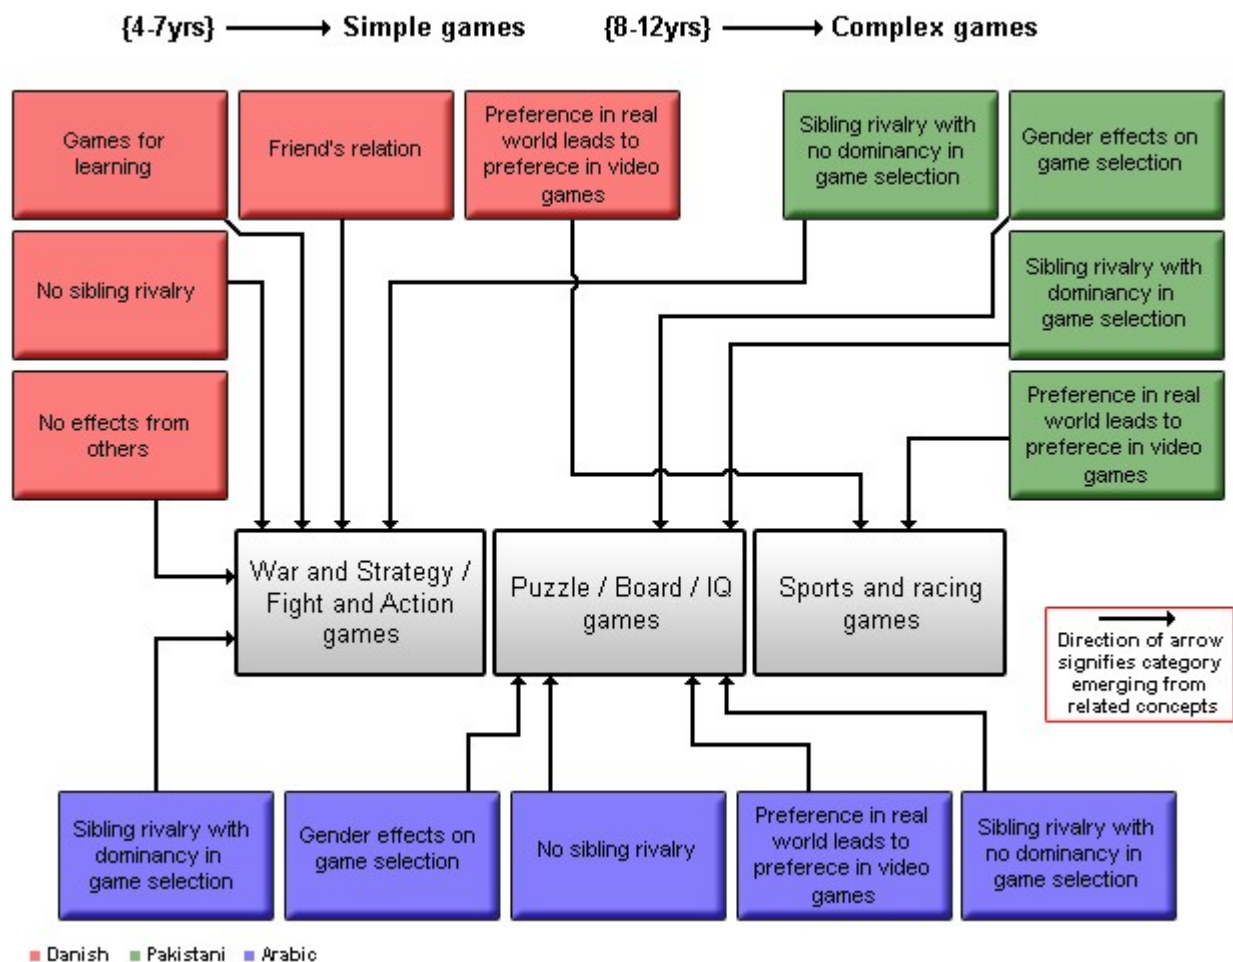 {4-7yrs} Simple games {8-12yrs} Complex games
Games for
learning
Friend's relation
Preference in real
world leads to
preferece in video
games
Sibling rivalry with
no dominancy in
game selection
Gender effects on
game selection
No sibling rivalry
Sibling rivalry with
dominancy in
game selection
No effects from
others
Preference in real
world leads to
preferece in video
games
War and Strategy /
Fight and Action
games
Puzzle / Board / IQ
games
Sports and racing
games
Direction of arrow
signifies category
emerging from
related concepts
Sibling rivalry with
dominancy in
game selection
Gender effects on
game selection
No sibling rivalry
Preference in real
world leads to
preferece in video
games
Sibling rivalry with
no dominancy in
game selection
Danish Pakistani Arabic